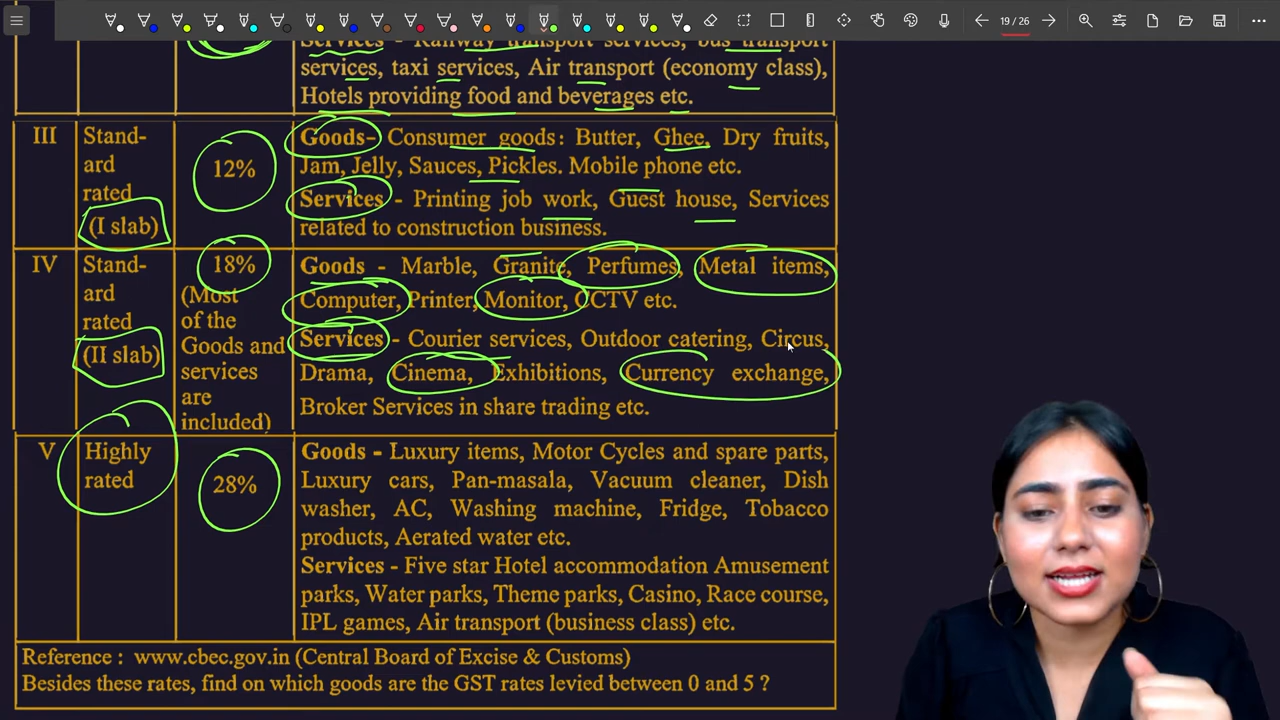 19 / 26
Services - Railway transport services, bus transport
services, taxi services, Air transport (economy class),
Hotels providing food and beverages etc.
III Stand-
ard
rated
(I slab)
12%
Goods- Consumer goods : Butter, Ghee, Dry fruits,
Jam, Jelly, Sauces, Pickles. Mobile phone etc.
Services - Printing job work, Guest house, Services
related to construction business.
IV Stand-
ard
rated
(II slab)
18%
(Most
of the
Goods and
services
are
included)
Goods - Marble, Granite, Perfumes, Metal items,
Computer, Printer, Monitor, CCTV etc.
Services - Courier services, Outdoor catering, Circus,
Drama, Cinema, Exhibitions, Currency exchange,
Broker Services in share trading etc.
V Highly
rated
28%
Goods - Luxury items, Motor Cycles and spare parts,
Luxury cars, Pan-masala, Vacuum cleaner, Dish
washer, AC, Washing machine, Fridge, Tobacco
products, Aerated water etc.
Services - Five star Hotel accommodation Amusement
parks, Water parks, Theme parks, Casino, Race course,
IPL games, Air transport (business class) etc.
Reference : www.cbec.gov.in (Central Board of Excise & Customs)
Besides these rates, find on which goods are the GST rates levied between 0 and 5 ?